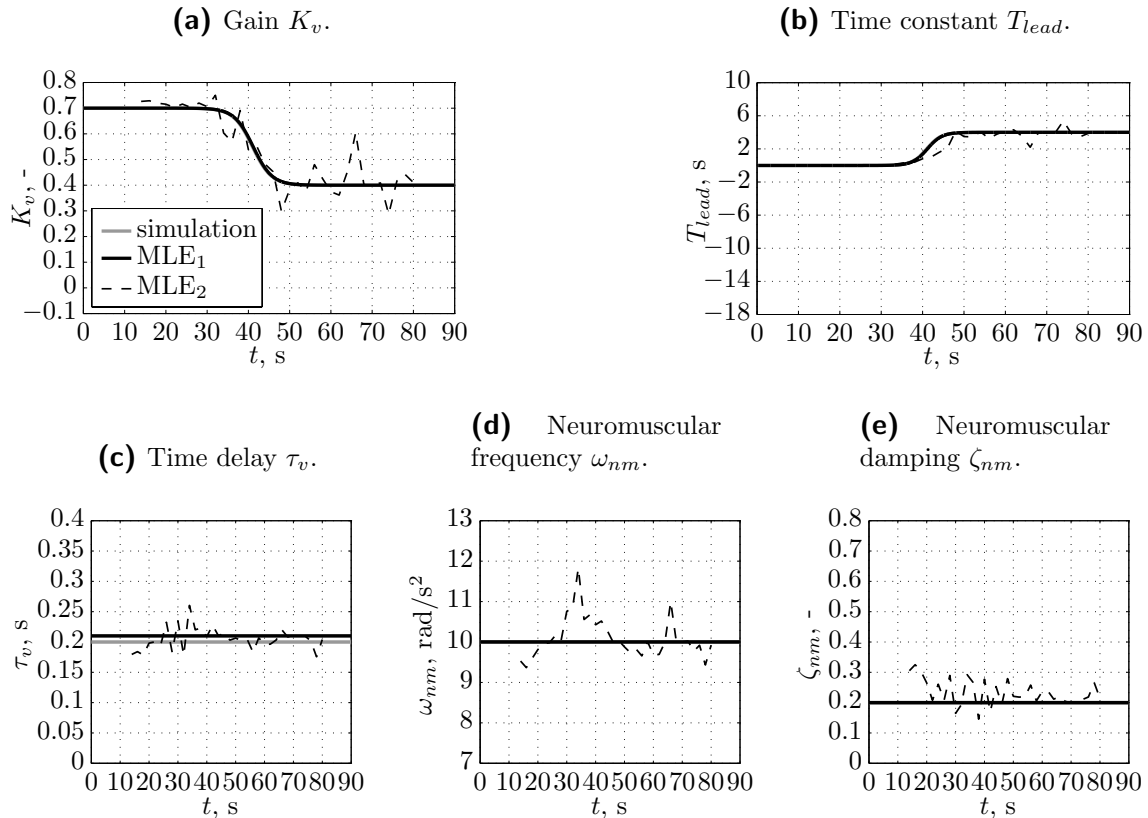 (a) Gain K_v.
0.8
0.7
0.6
0.5
0.4
0.3
0.2
0.1
0
−0.1
K_v, -
simulation
MLE₁
MLE₂
0 10 20 30 40 50 60 70 80 90
t, s
(b) Time constant T_lead.
10
6
2
−2
−6
−10
−14
−18
T_lead, s
0 10 20 30 40 50 60 70 80 90
t, s
(c) Time delay τ_v.
0.4
0.35
0.3
0.25
0.2
0.15
0.1
0.05
0
τ_v, s
0 10 20 30 40 50 60 70 80 90
t, s
(d) Neuromuscular
frequency ω_nm.
13
12
11
10
9
8
7
ω_nm, rad/s²
0 10 20 30 40 50 60 70 80 90
t, s
(e) Neuromuscular
damping ζ_nm.
0.8
0.7
0.6
0.5
0.4
0.3
0.2
0.1
0
ζ_nm, -
0 10 20 30 40 50 60 70 80 90
t, s